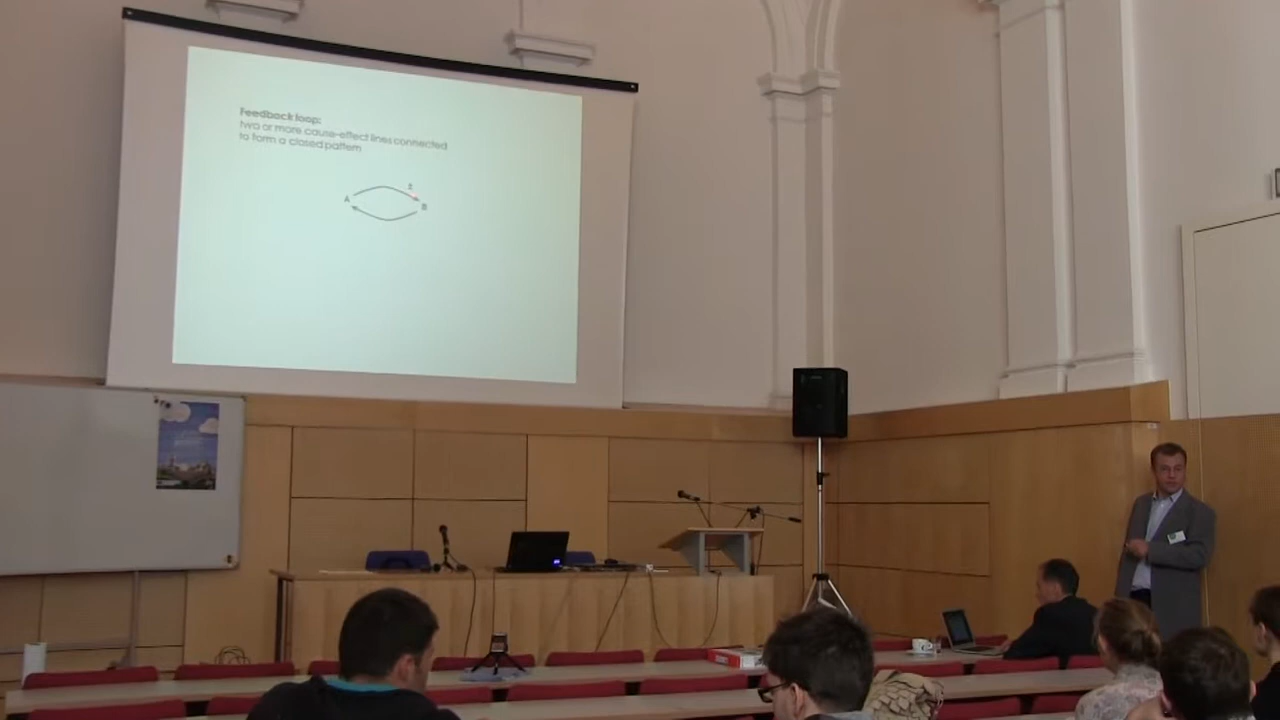 Feedback loop:
two or more cause-effect lines connected
to form a closed pattern
A
B